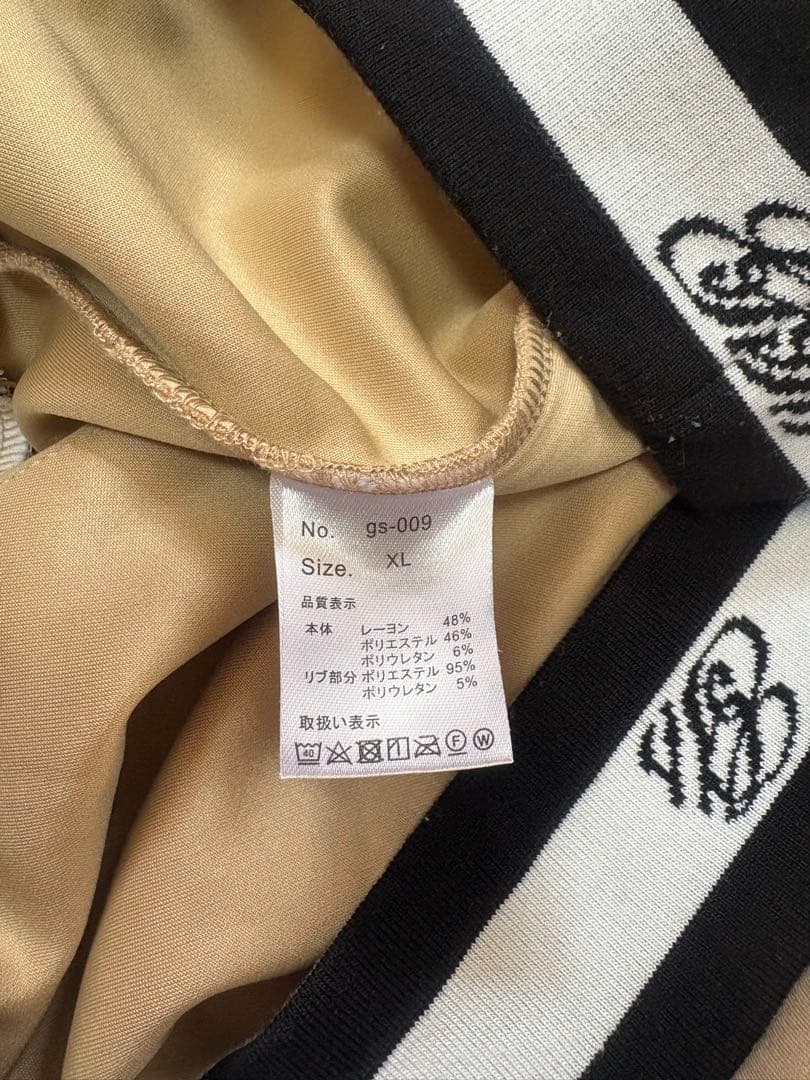 No. gs-009
Size. XL
品質表示
本体 レーヨン 48%
ポリエステル 46%
ポリウレタン 6%
リブ部分 ポリエステル 95%
ポリウレタン 5%
取扱い表示
40 F W